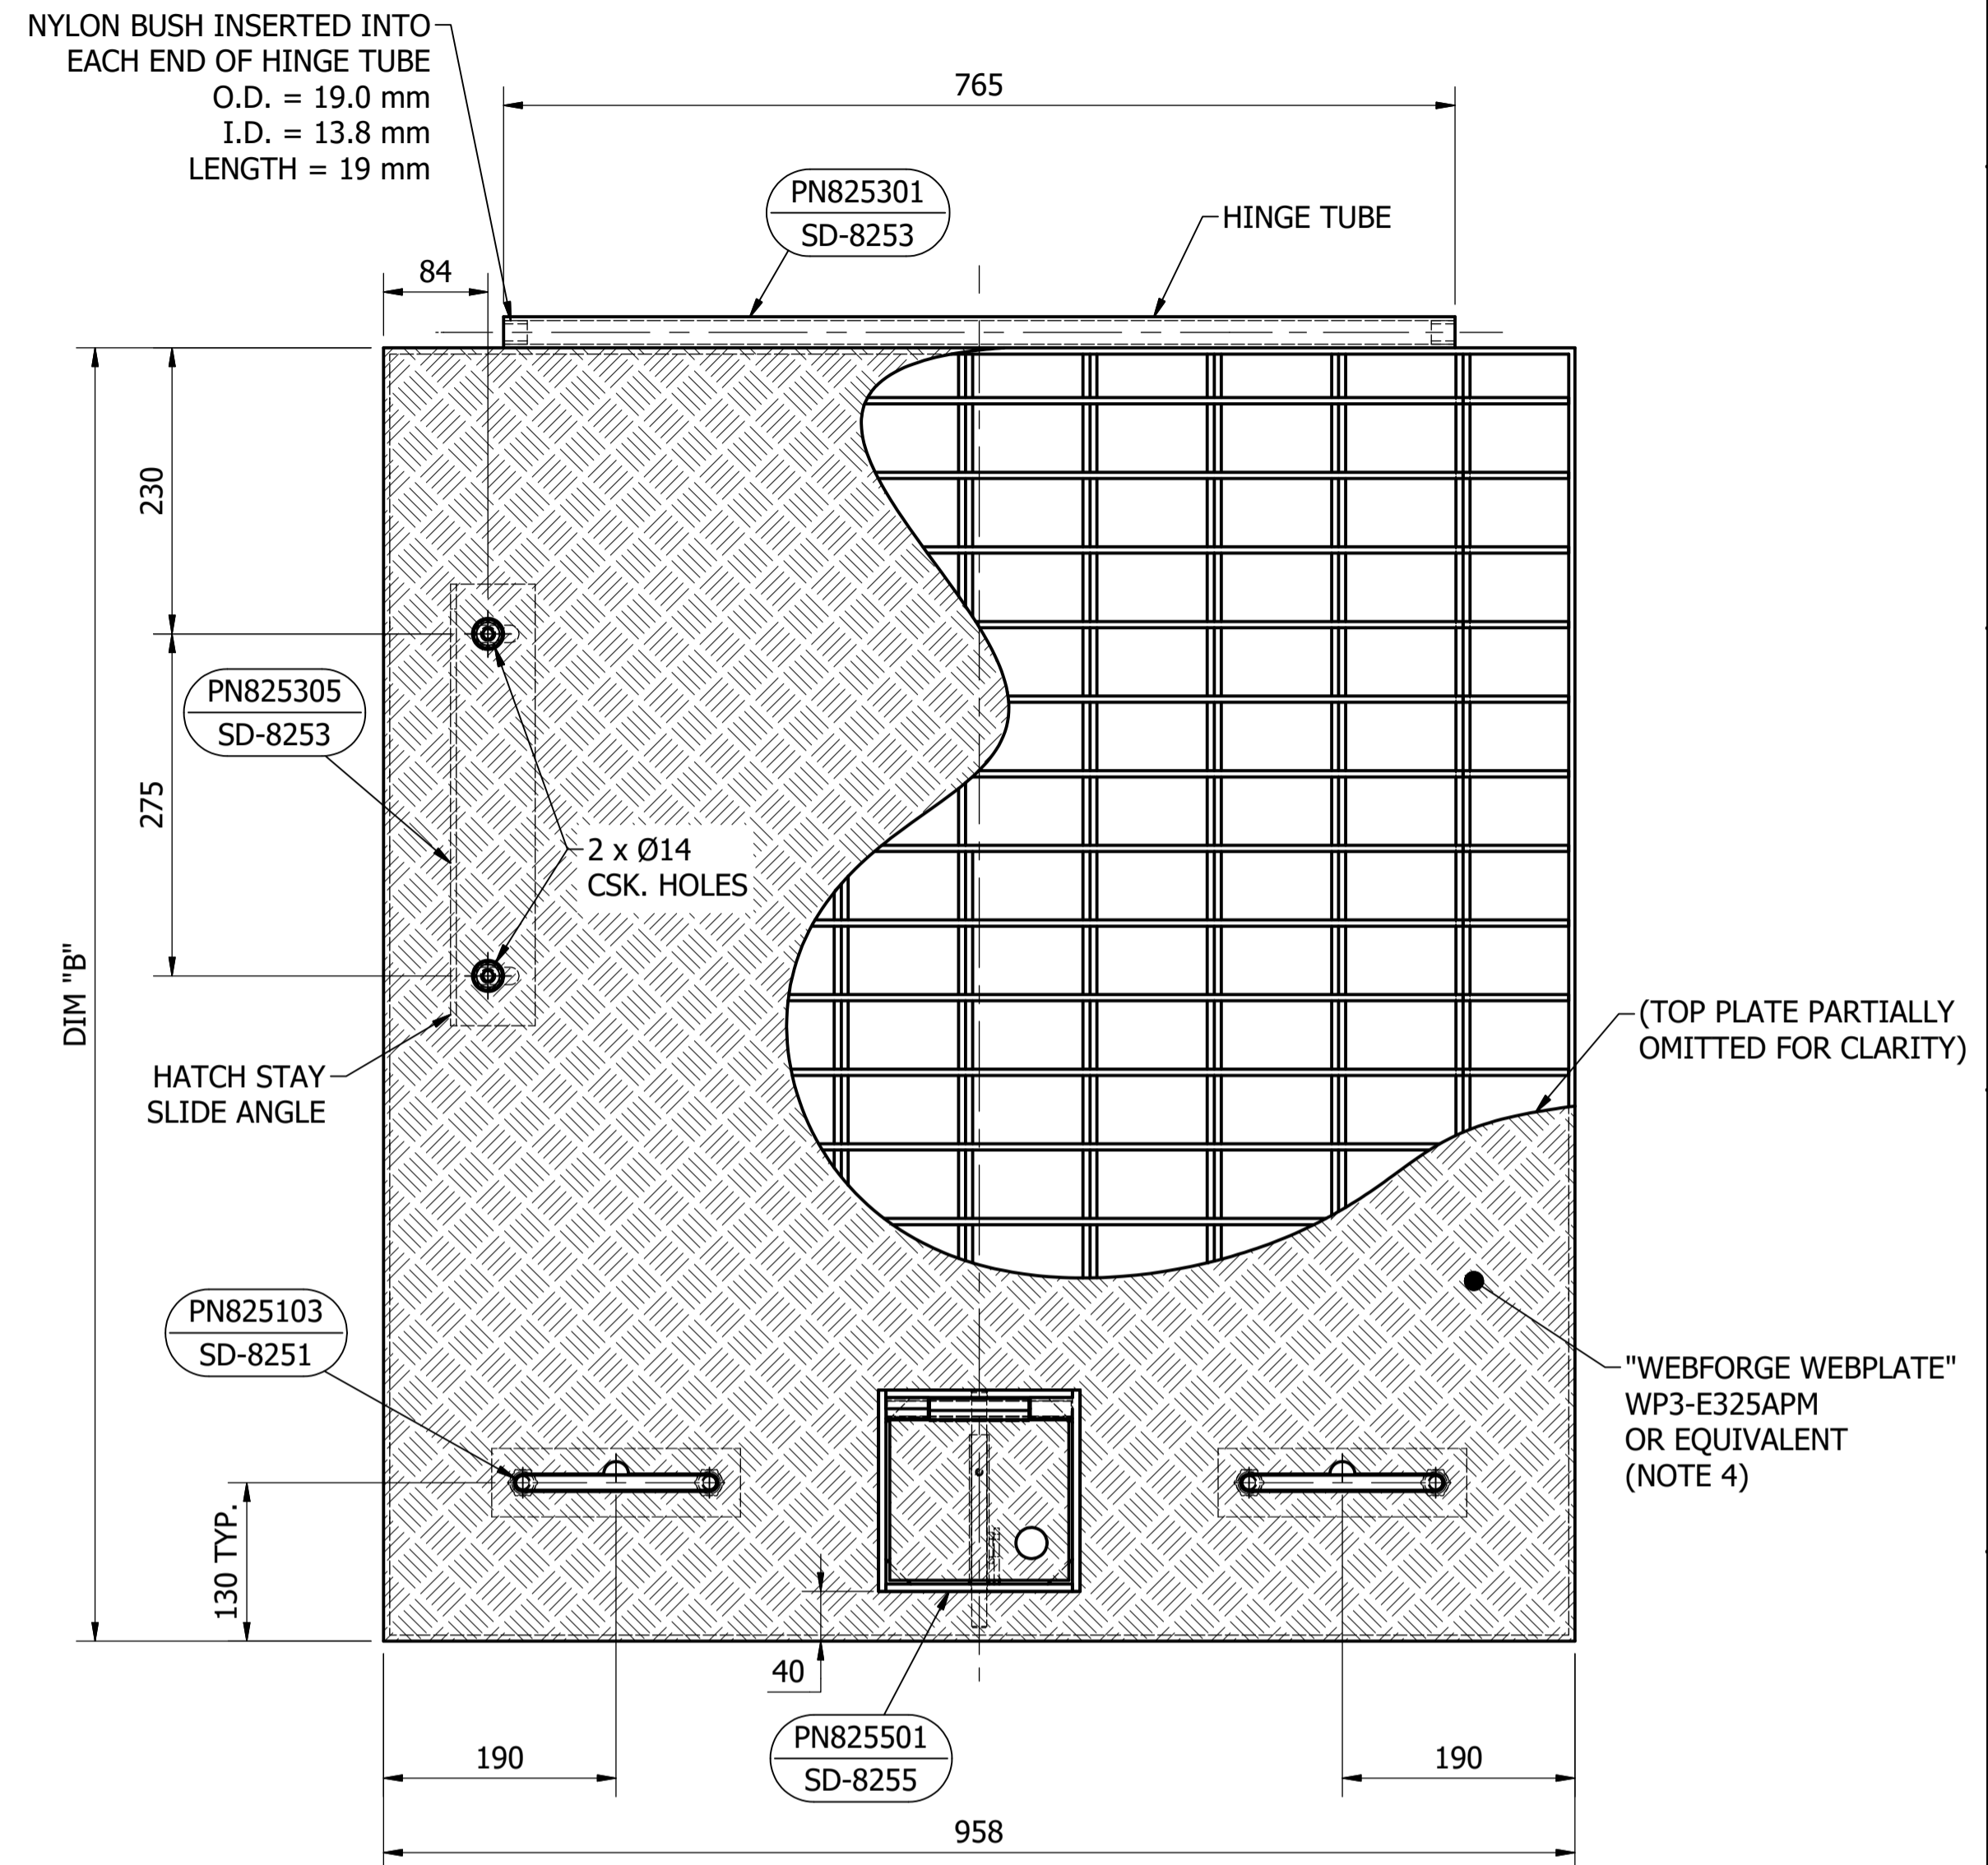 NYLON BUSH INSERTED INTO
EACH END OF HINGE TUBE
O.D. = 19.0 mm
I.D. = 13.8 mm
LENGTH = 19 mm
765
PN825301
SD-8253
HINGE TUBE
84
230
PN825305
SD-8253
275
2 x Ø14
CSK. HOLES
DIM "B"
HATCH STAY
SLIDE ANGLE
(TOP PLATE PARTIALLY
OMITTED FOR CLARITY)
PN825103
SD-8251
"WEBFORGE WEBPLATE"
WP3-E325APM
OR EQUIVALENT
(NOTE 4)
130 TYP.
40
PN825501
SD-8255
190
190
958